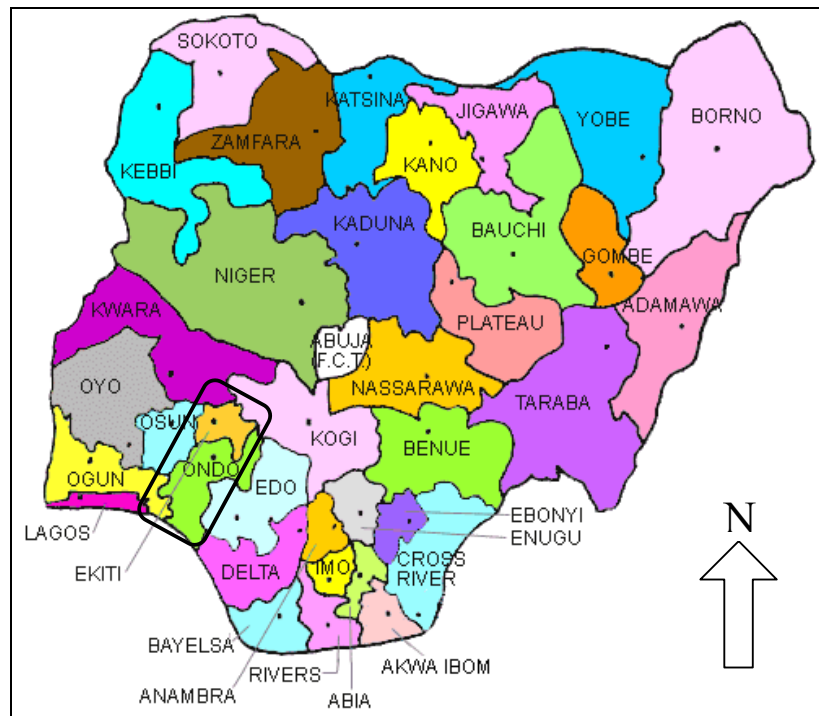 SOKOTO
KATSINA
JIGAWA
YOBE
BORNO
ZAMFARA
KANO
KEBBI
KADUNA
BAUCHI
GOMBE
NIGER
ADAMAWA
KWARA
PLATEAU
ABUJA
(F.C.T.)
NASSARAWA
OYO
TARABA
OSUN
KOGI
BENUE
ONDO
OGUN
EDO
EBONYI
LAGOS
ENUGU
CROSS
RIVER
EKITI
DELTA
IMO
BAYELSA
RIVERS
AKWA IBOM
ANAMBRA
ABIA
N